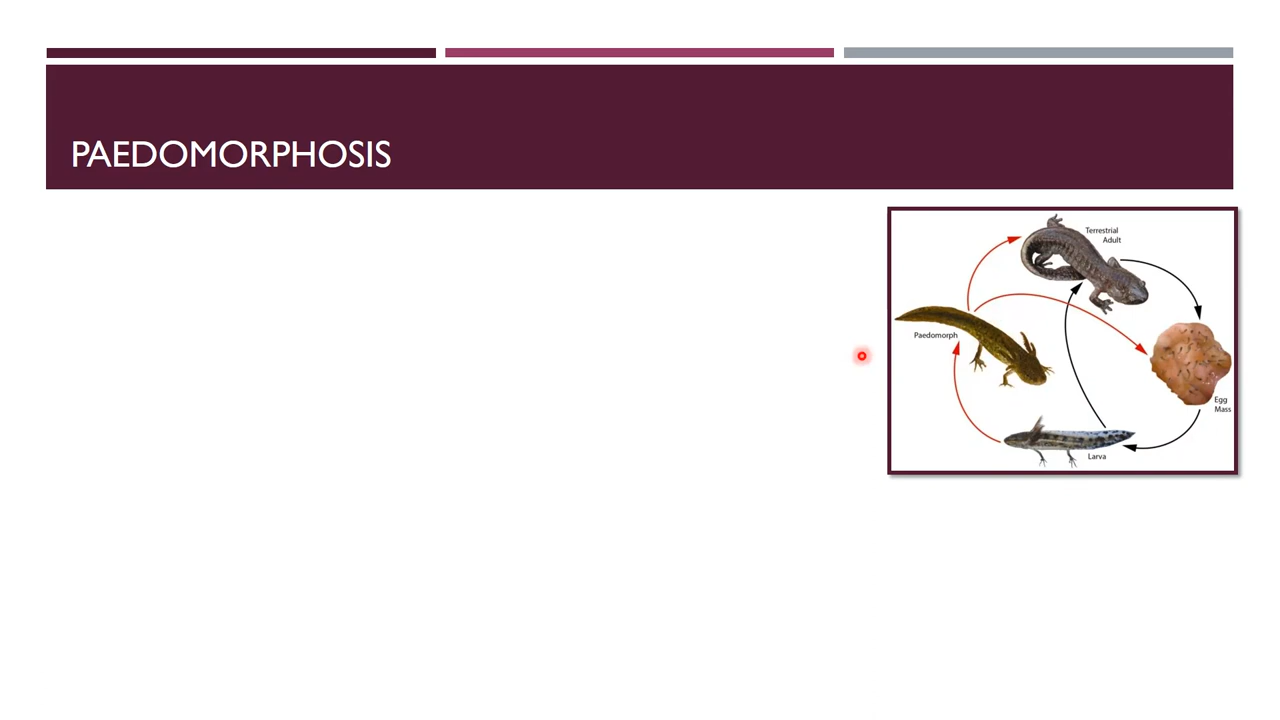 PAEDOMORPHOSIS
Terrestrial
Adult
Paedomorph
Egg
Mass
Larva